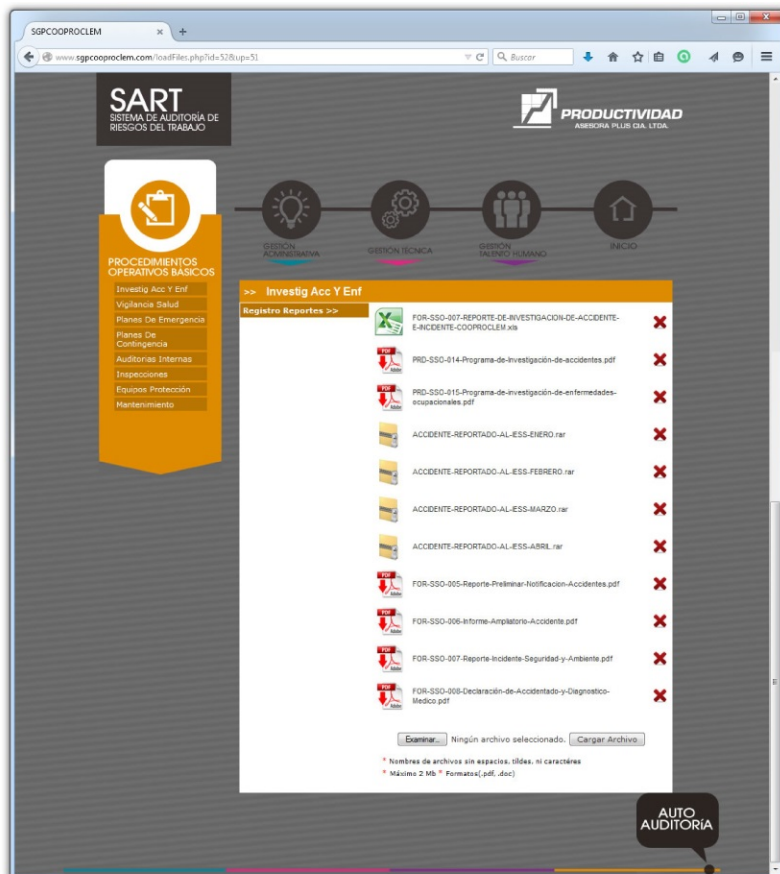 SGPCOOPROCLEM
www.sgpcooproclem.com/loadFiles.php?id=52&up=51
Buscar
SART
SISTEMA DE AUDITORÍA DE
RIESGOS DEL TRABAJO
PRODUCTIVIDAD
ASESORA PLUS CIA. LTDA.
GESTIÓN
ADMINISTRATIVA
GESTIÓN TÉCNICA
GESTIÓN
TALENTO HUMANO
INICIO
PROCEDIMIENTOS
OPERATIVOS BÁSICOS
Investig Acc Y Enf
Vigilancia Salud
Planes De Emergencia
Planes De
Contingencia
Auditorias Internas
Inspecciones
Equipos Protección
Mantenimiento
>> Investig Acc Y Enf
Registro Reportes >>
FOR-SSO-007-REPORTE-DE-INVESTIGACION-DE-ACCIDENTE-
E-INCIDENTE-COOPROCLEM.xls
PRD-SSO-014-Programa-de-Investigación-de-accidentes.pdf
PRD-SSO-015-Programa-de-investigación-de-enfermedades-
ocupacionales.pdf
ACCIDENTE-REPORTADO-AL-IESS-ENERO.rar
ACCIDENTE-REPORTADO-AL-IESS-FEBRERO.rar
ACCIDENTE-REPORTADO-AL-IESS-MARZO.rar
ACCIDENTE-REPORTADO-AL-IESS-ABRIL.rar
FOR-SSO-005-Reporte-Preliminar-Notificacion-Accidentes.pdf
FOR-SSO-006-Informe-Ampliatorio-Accidente.pdf
FOR-SSO-007-Reporte-Incidente-Seguridad-y-Ambiente.pdf
FOR-SSO-008-Declaración-de-Accidentado-y-Diagnostico-
Medico.pdf
Examinar... Ningún archivo seleccionado. Cargar Archivo
* Nombres de archivos sin espacios, tildes, ni caractéres
* Máximo 2 Mb * Formatos(.pdf, .doc)
AUTO
AUDITORÍA